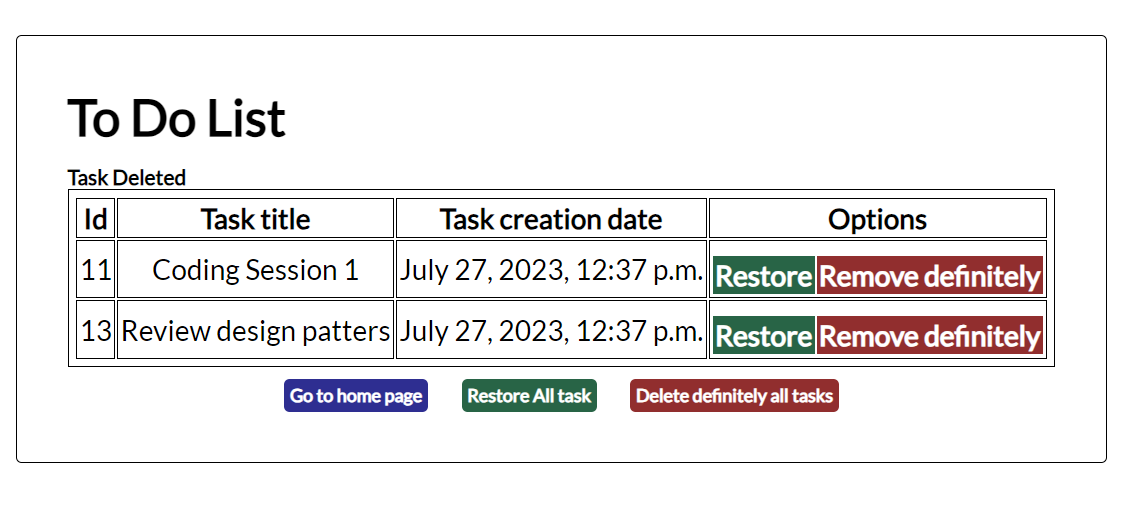 To Do List
Task Deleted
Id Task title Task creation date Options
11 Coding Session 1 July 27, 2023, 12:37 p.m. Restore Remove definitely
13 Review design patters July 27, 2023, 12:37 p.m. Restore Remove definitely
Go to home page Restore All task Delete definitely all tasks